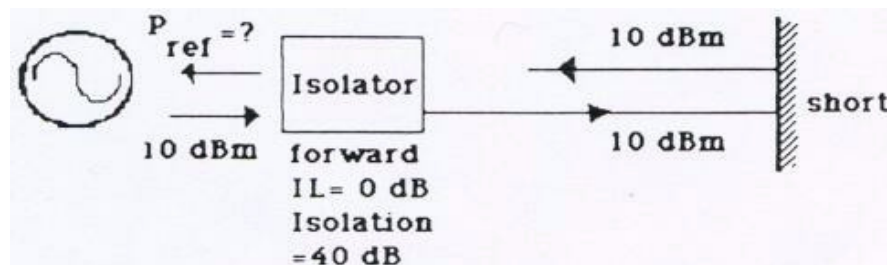 P
ref =?
10 dBm
Isolator
forward
IL= 0 dB
Isolation
=40 dB
10 dBm
10 dBm
short